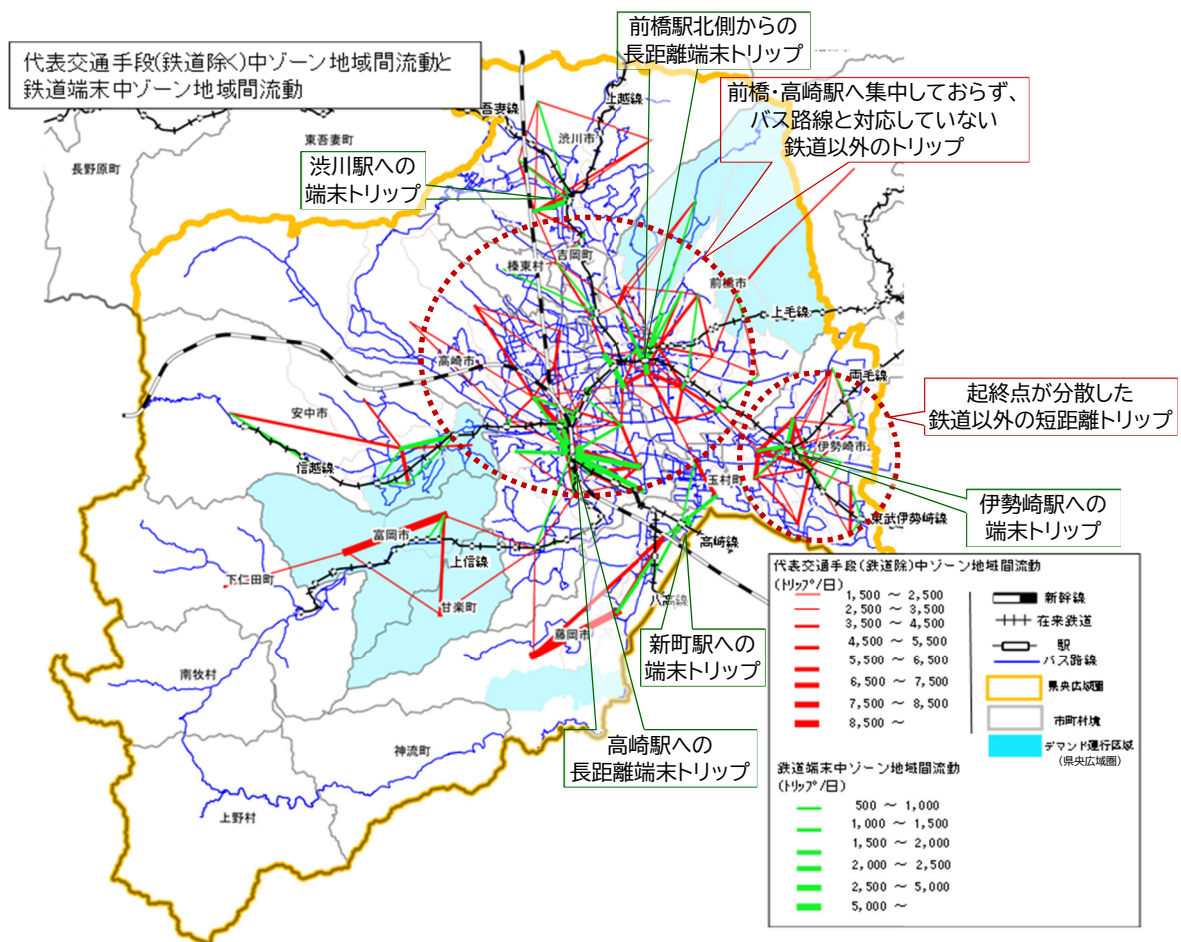 代表交通手段(鉄道除く)中ゾーン地域間流動と
鉄道端末中ゾーン地域間流動
前橋駅北側からの
長距離端末トリップ
前橋・高崎駅へ集中しておらず、
バス路線と対応していない
鉄道以外のトリップ
渋川駅への
端末トリップ
吾妻線
上越線
東吾妻町
渋川市
長野原町
吉岡町
榛東村
前橋市
上毛線
高崎市
両毛線
安中市
起終点が分散した
鉄道以外の短距離トリップ
伊勢崎市
信越線
玉村町
伊勢崎駅への
端末トリップ
東武伊勢崎線
富岡市
上信線
高崎線
下仁田町
甘楽町
八高線
藤岡市
新町駅への
端末トリップ
南牧村
高崎駅への
長距離端末トリップ
神流町
上野村
代表交通手段(鉄道除)中ゾーン地域間流動
(トリップ/日)
1,500 ～ 2,500
2,500 ～ 3,500
3,500 ～ 4,500
4,500 ～ 5,500
5,500 ～ 6,500
6,500 ～ 7,500
7,500 ～ 8,500
8,500 ～
新幹線
在来鉄道
駅
バス路線
県央広域圏
市町村境
デマンド運行区域
(県央広域圏)
鉄道端末中ゾーン地域間流動
(トリップ/日)
500 ～ 1,000
1,000 ～ 1,500
1,500 ～ 2,000
2,000 ～ 2,500
2,500 ～ 5,000
5,000 ～